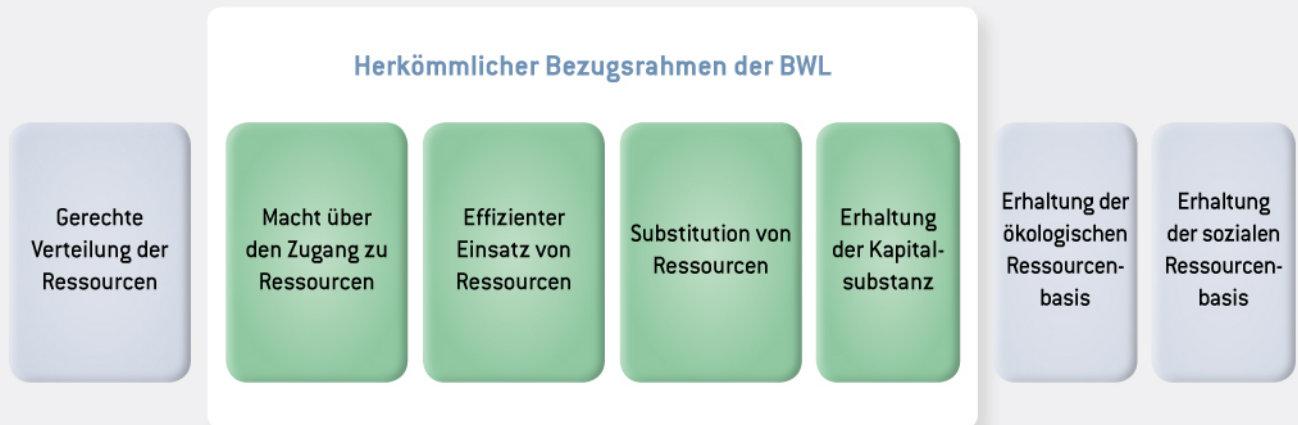 Herkömmlicher Bezugsrahmen der BWL
Gerechte
Verteilung der
Ressourcen
Macht über
den Zugang zu
Ressourcen
Effizienter
Einsatz von
Ressourcen
Substitution von
Ressourcen
Erhaltung
der Kapital-
substanz
Erhaltung der
ökologischen
Ressourcen-
basis
Erhaltung
der sozialen
Ressourcen-
basis